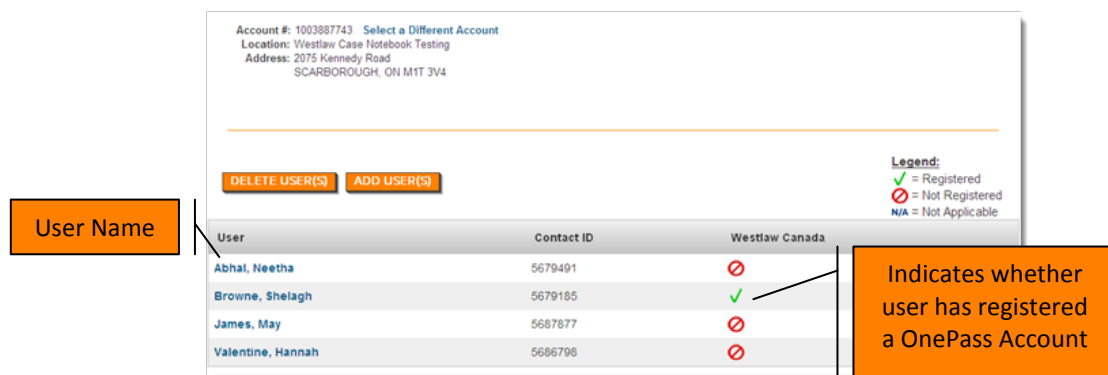 Account #: 1003887743 Select a Different Account
Location: Westlaw Case Notebook Testing
Address: 2075 Kennedy Road
SCARBOROUGH, ON M1T 3V4
DELETE USER(S) ADD USER(S)
Legend:
= Registered
= Not Registered
N/A = Not Applicable
User Name
User Contact ID Westlaw Canada
Abhal, Neetha 5679491
Browne, Shelagh 5679185
James, May 5687877
Valentine, Hannah 5686798
Indicates whether
user has registered
a OnePass Account